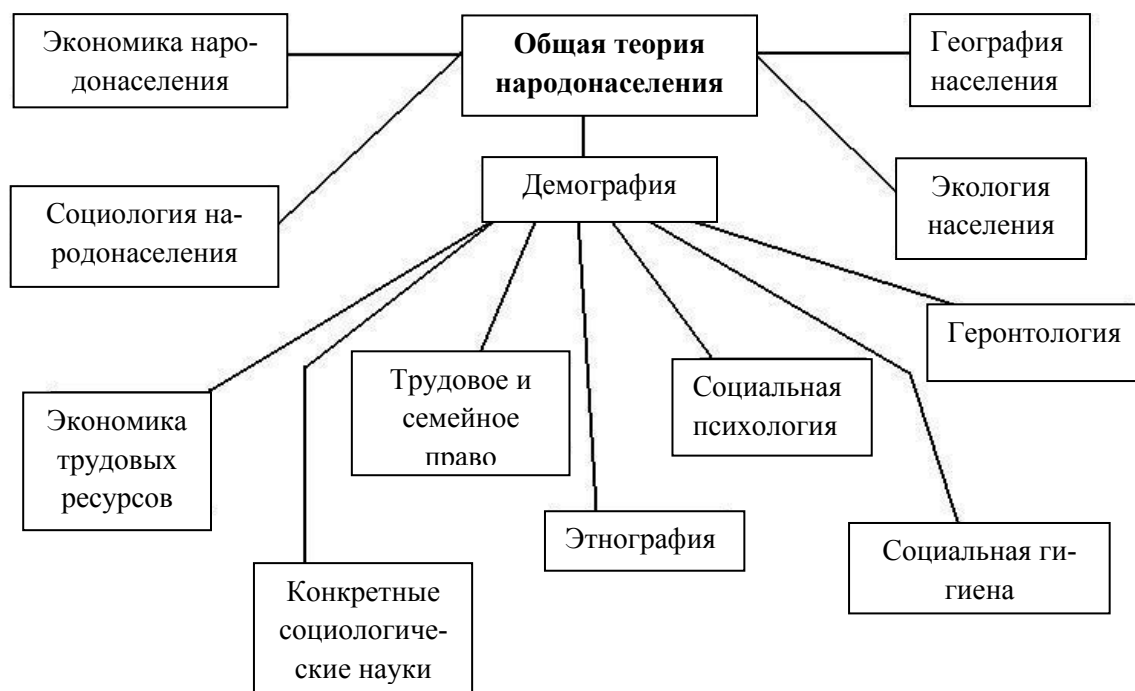 Экономика наро-
донаселения
Общая теория
народонаселения
География
населения
Социология на-
родонаселения
Демография
Экология
населения
Геронтология
Экономика
трудовых
ресурсов
Трудовое и
семейное
право
Социальная
психология
Этнография
Социальная ги-
гиена
Конкретные
социологиче-
ские науки